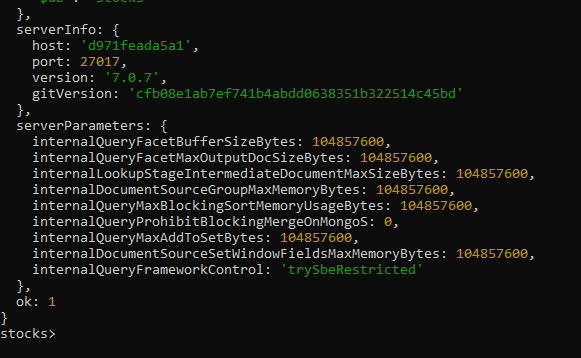 '$db': 'stocks'
},
serverInfo: {
host: 'd971feada5a1',
port: 27017,
version: '7.0.7',
gitVersion: 'cfb08e1ab7ef741b4abdd0638351b322514c45bd'
},
serverParameters: {
internalQueryFacetBufferSizeBytes: 104857600,
internalQueryFacetMaxOutputDocSizeBytes: 104857600,
internalLookupStageIntermediateDocumentMaxSizeBytes: 104857600,
internalDocumentSourceGroupMaxMemoryBytes: 104857600,
internalQueryMaxBlockingSortMemoryUsageBytes: 104857600,
internalQueryProhibitBlockingMergeOnMongoS: 0,
internalQueryMaxAddToSetBytes: 104857600,
internalDocumentSourceSetWindowFieldsMaxMemoryBytes: 104857600,
internalQueryFrameworkControl: 'trySbeRestricted'
},
ok: 1
}
stocks>